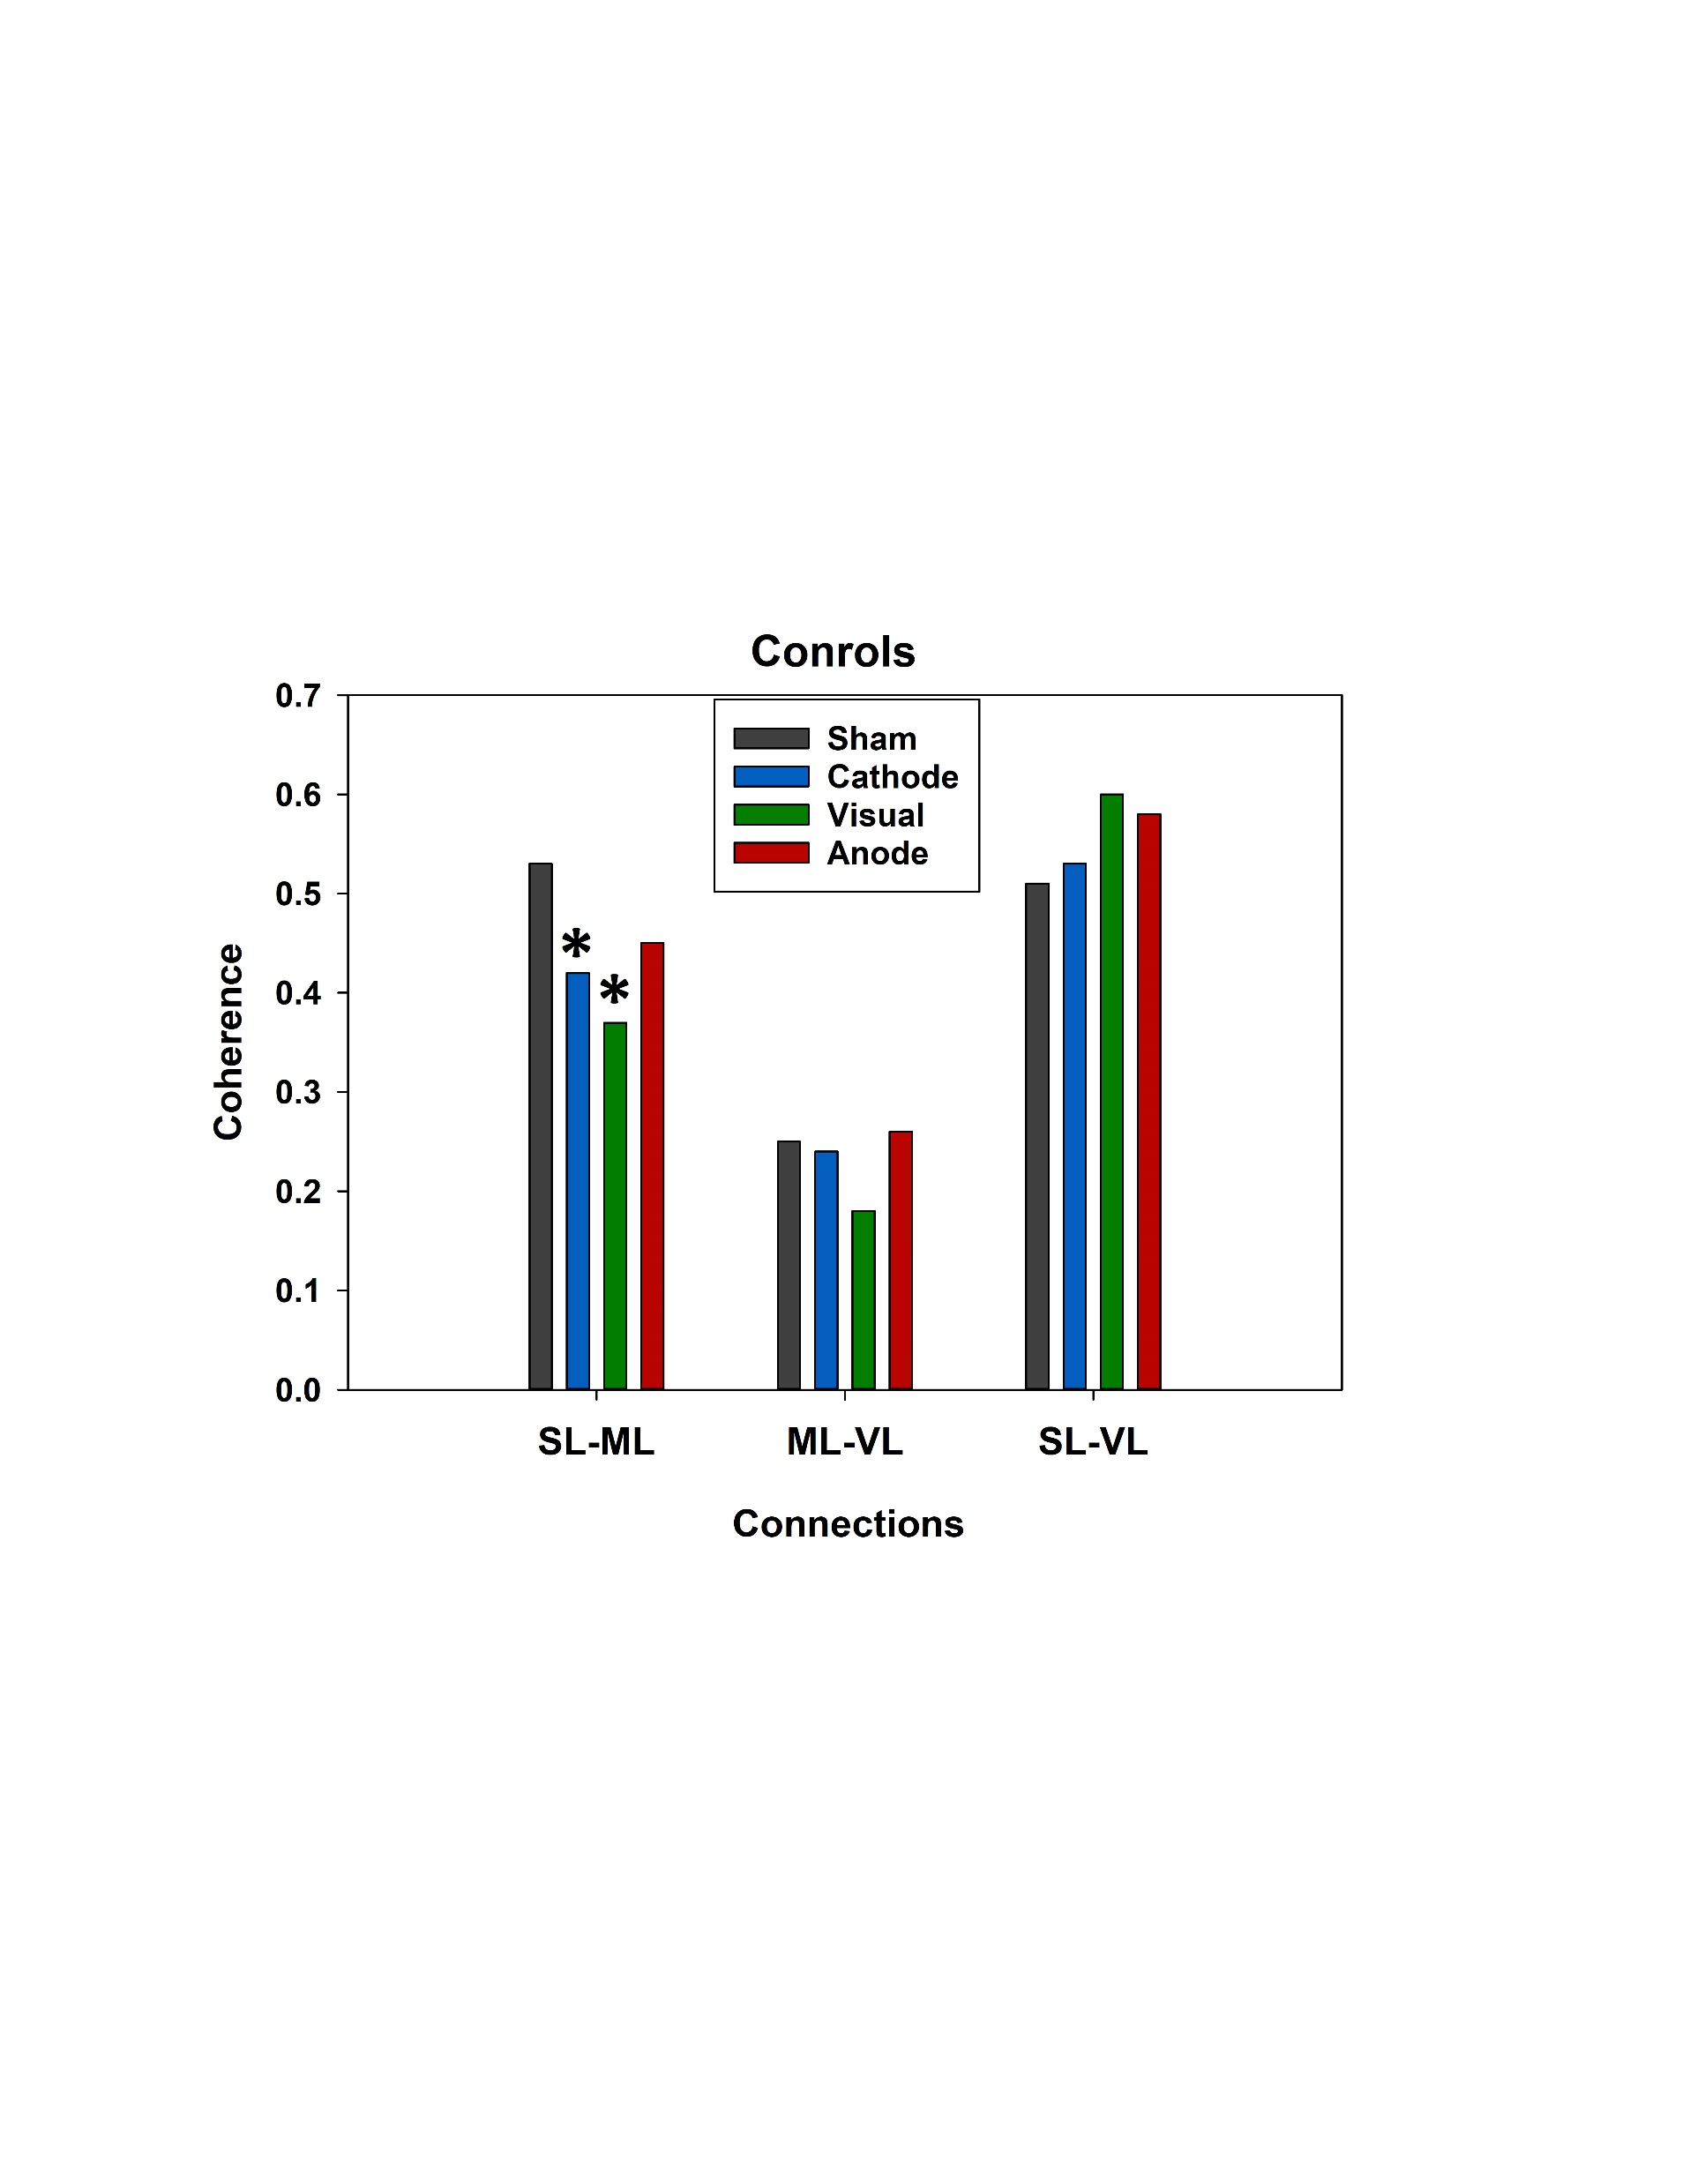 Conrols
0.7
0.6
0.5
0.4
0.3
0.2
0.1
0.0
Coherence
Sham
Cathode
Visual
Anode
*
*
SL-ML
ML-VL
SL-VL
Connections